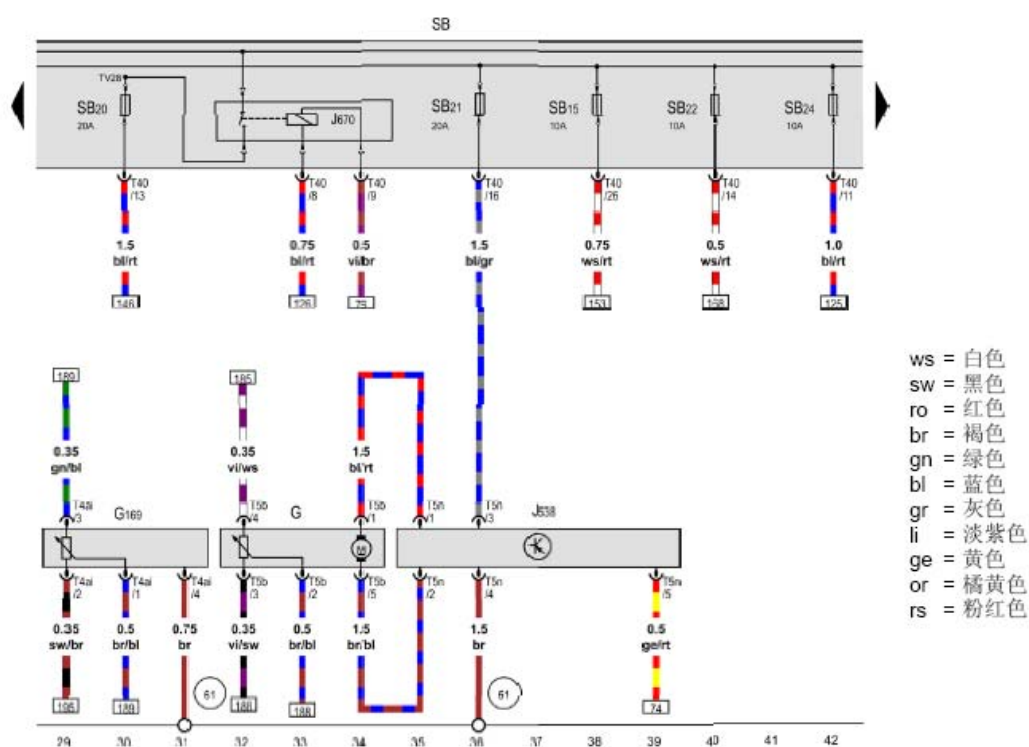 SB
TV28
SB20
20A
J670
SB21
20A
SB15
10A
SB22
10A
SB24
10A
T40
/13
T40
/8
T40
/9
T40
/16
T40
/26
T40
/14
T40
/11
1.5
bl/rt
0.75
bl/rt
0.5
vi/br
1.5
bl/gr
0.75
ws/rt
0.5
ws/rt
1.0
bl/rt
146
126
75
153
168
125
189
185
0.35
gn/bl
0.35
vi/ws
1.5
bl/rt
T4ai
/3
G169
T5b
/4
G
T5b
/1
T5n
/1
T5n
/3
J538
M
T4ai
/2
T4ai
/1
T4ai
/4
T5b
/3
T5b
/2
T5b
/5
T5n
/2
T5n
/4
T5n
/5
0.35
sw/br
0.5
br/bl
0.75
br
0.35
vi/sw
0.5
br/bl
1.5
br/bl
1.5
br
0.5
ge/rt
195
189
61
188
188
61
74
29 30 31 32 33 34 35 36 37 38 39 40 41 42
ws = 白色
sw = 黑色
ro = 红色
br = 褐色
gn = 绿色
bl = 蓝色
gr = 灰色
li = 淡紫色
ge = 黄色
or = 橘黄色
rs = 粉红色